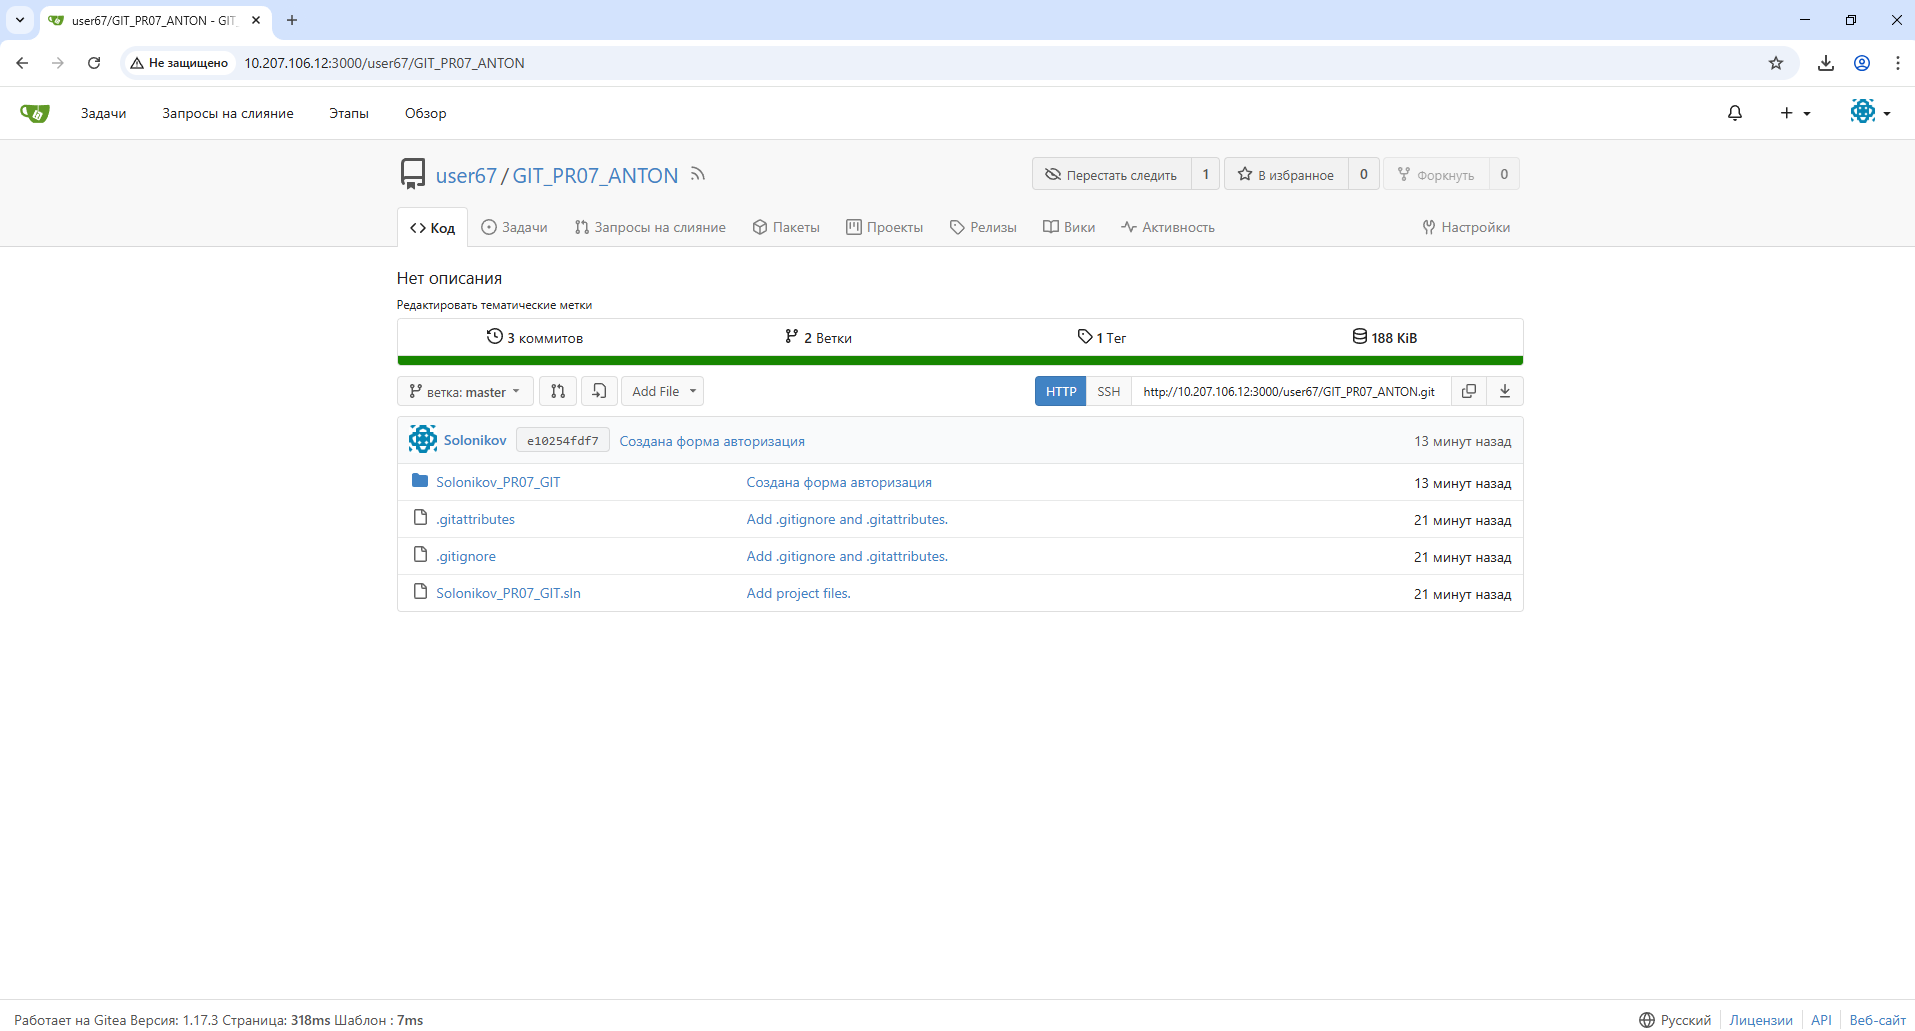 user67/GIT_PR07_ANTON - GIT_
Не защищено 10.207.106.12:3000/user67/GIT_PR07_ANTON
Задачи Запросы на слияние Этапы Обзор
user67 / GIT_PR07_ANTON Перестать следить 1 В избранное 0 Форкнуть 0
Код Задачи Запросы на слияние Пакеты Проекты Релизы Вики Активность Настройки
Нет описания
Редактировать тематические метки
3 коммитов 2 Ветки 1 Тег 188 KiB
ветка: master Add File HTTP SSH http://10.207.106.12:3000/user67/GIT_PR07_ANTON.git
Solonikov e10254fdf7 Создана форма авторизация 13 минут назад
Solonikov_PR07_GIT Создана форма авторизация 13 минут назад
.gitattributes Add .gitignore and .gitattributes. 21 минут назад
.gitignore Add .gitignore and .gitattributes. 21 минут назад
Solonikov_PR07_GIT.sln Add project files. 21 минут назад
Работает на Gitea Версия: 1.17.3 Страница: 318ms Шаблон : 7ms Русский Лицензии API Веб-сайт